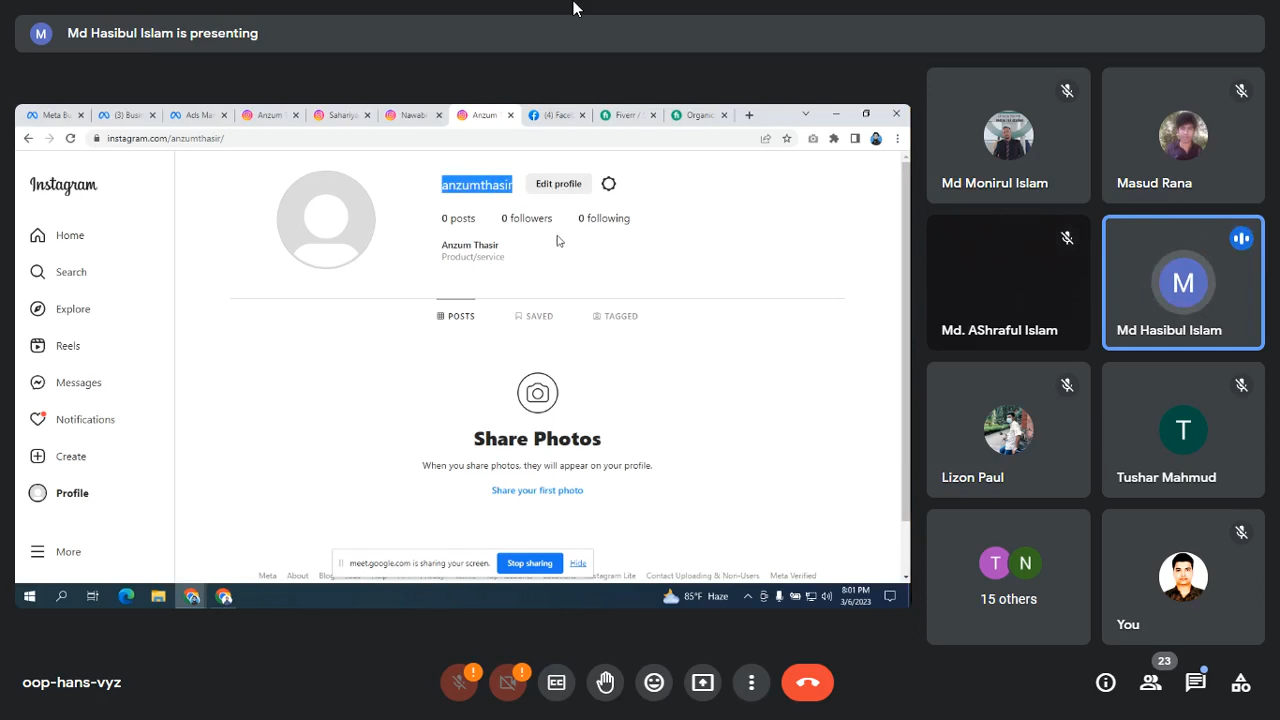 M
Md Hasibul Islam is presenting
Meta Bu
(3) Busi
Ads Ma
Anzum
Sahariya
Nawabi
Anzum
(4) Face
Fiverr /
Organic
instagram.com/anzumthasir/
Instagram
anzumthasir
Edit profile
0 posts
0 followers
0 following
Anzum Thasir
Product/service
Home
Search
Explore
Reels
Messages
Notifications
Create
Profile
More
POSTS
SAVED
TAGGED
Share Photos
When you share photos, they will appear on your profile.
Share your first photo
meet.google.com is sharing your screen.
Stop sharing
Hide
Meta
About
Blog
Instagram Lite
Contact Uploading & Non-Users
Meta Verified
85°F Haze
8:01 PM
3/6/2023
Md Monirul Islam
Masud Rana
Md. AShraful Islam
M
Md Hasibul Islam
Lizon Paul
T
Tushar Mahmud
T N
15 others
You
oop-hans-vyz
CC
23